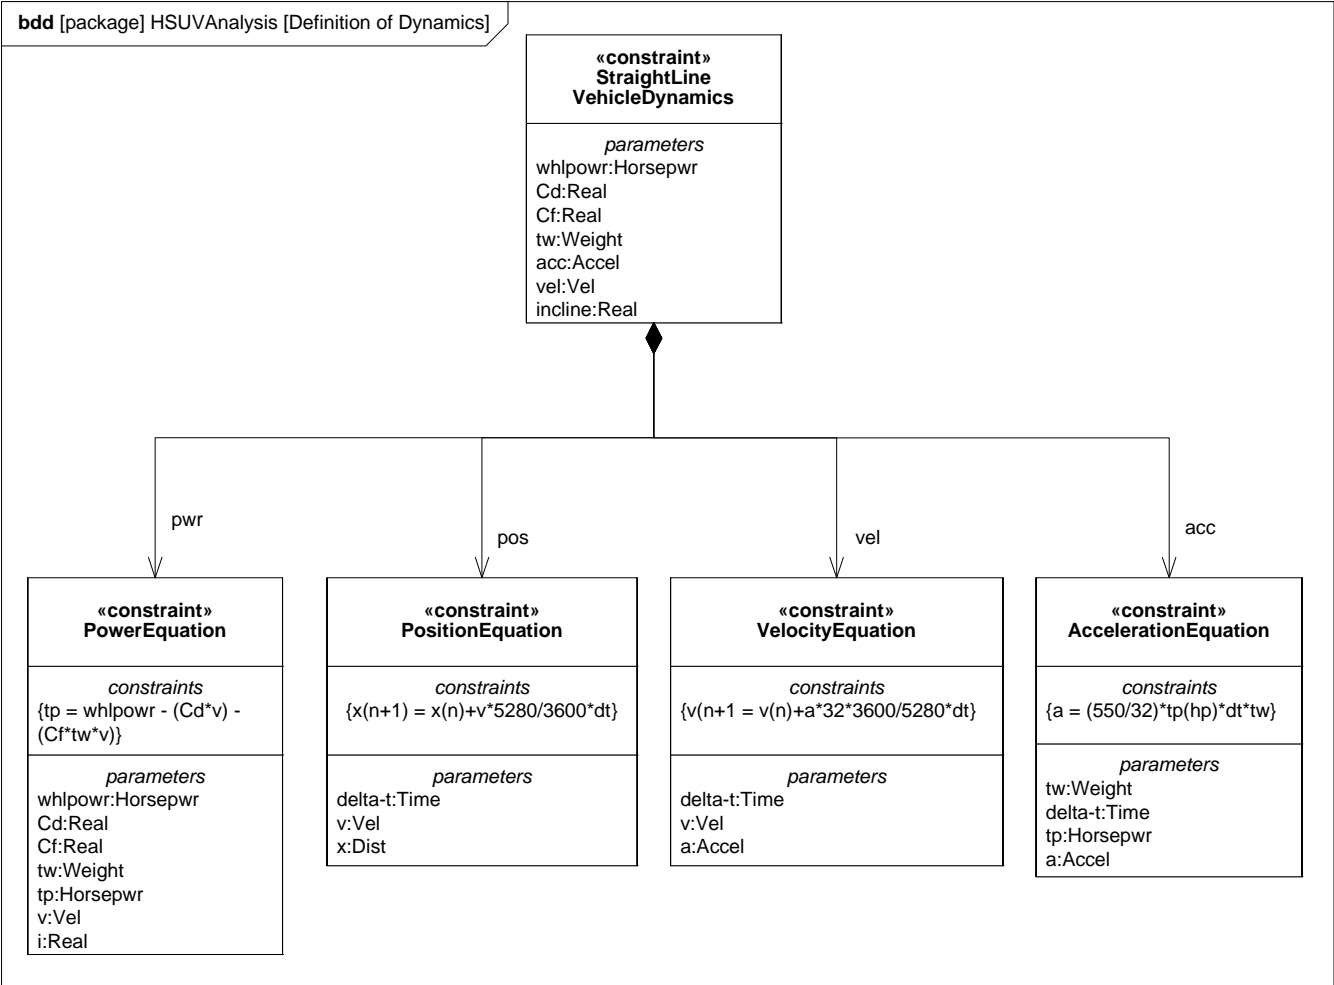 bdd [package] HSUVAnalysis [Definition of Dynamics]
«constraint»
StraightLine
VehicleDynamics
parameters
whlpowr:Horsepwr
Cd:Real
Cf:Real
tw:Weight
acc:Accel
vel:Vel
incline:Real
pwr
pos
vel
acc
«constraint»
PowerEquation
constraints
{tp = whlpowr - (Cd*v) -
(Cf*tw*v)}
parameters
whlpowr:Horsepwr
Cd:Real
Cf:Real
tw:Weight
tp:Horsepwr
v:Vel
i:Real
«constraint»
PositionEquation
constraints
{x(n+1) = x(n)+v*5280/3600*dt}
parameters
delta-t:Time
v:Vel
x:Dist
«constraint»
VelocityEquation
constraints
{v(n+1 = v(n)+a*32*3600/5280*dt}
parameters
delta-t:Time
v:Vel
a:Accel
«constraint»
AccelerationEquation
constraints
{a = (550/32)*tp(hp)*dt*tw}
parameters
tw:Weight
delta-t:Time
tp:Horsepwr
a:Accel